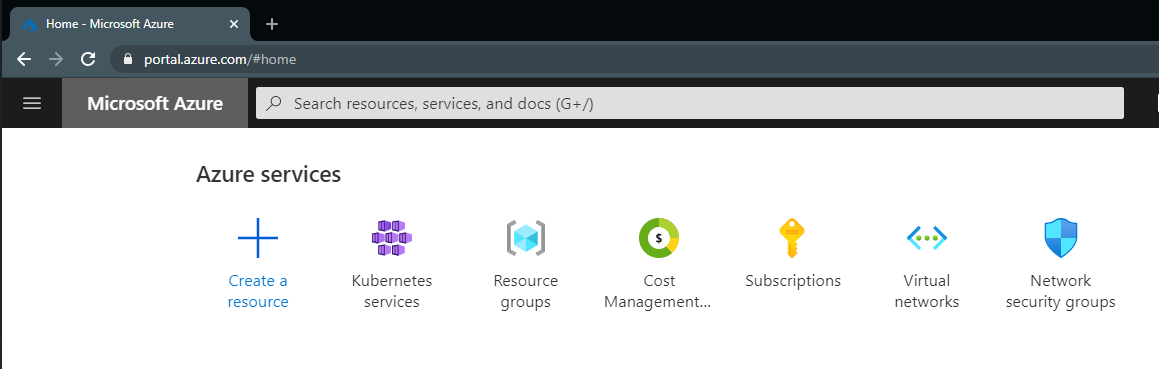 Home - Microsoft Azure
portal.azure.com/#home
Microsoft Azure
Search resources, services, and docs (G+/)
Azure services
Create a
resource
Kubernetes
services
Resource
groups
$
Cost
Management...
Subscriptions
Virtual
networks
Network
security groups